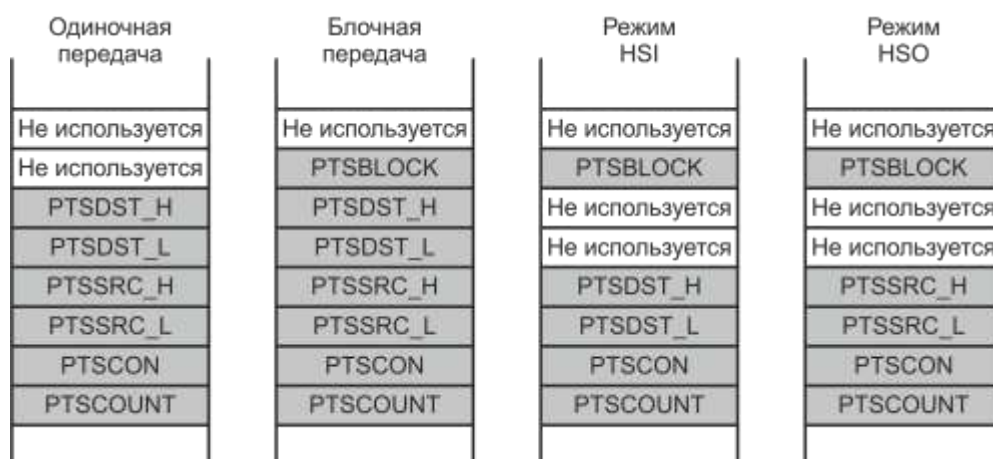 Одиночная
передача
Не используется
Не используется
PTSDST_H
PTSDST_L
PTSSRC_H
PTSSRC_L
PTSCON
PTSCOUNT
Блочная
передача
Не используется
PTSBLOCK
PTSDST_H
PTSDST_L
PTSSRC_H
PTSSRC_L
PTSCON
PTSCOUNT
Режим
HSI
Не используется
PTSBLOCK
Не используется
Не используется
PTSDST_H
PTSDST_L
PTSCON
PTSCOUNT
Режим
HSO
Не используется
PTSBLOCK
Не используется
Не используется
PTSSRC_H
PTSSRC_L
PTSCON
PTSCOUNT